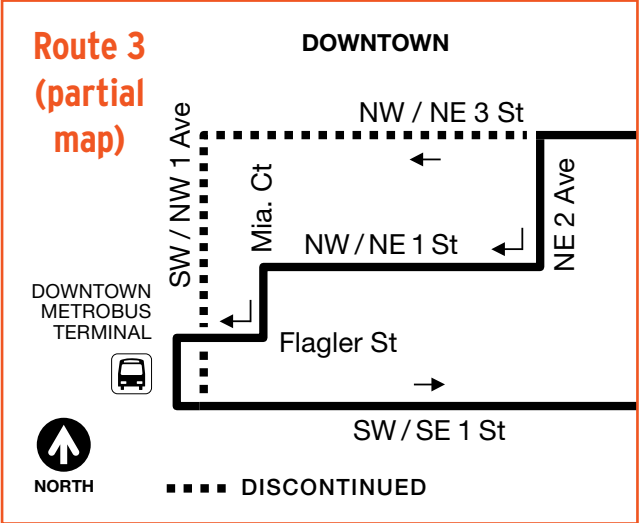 Route 3
(partial
map)
DOWNTOWN
NW / NE 3 St
SW / NW 1 Ave
Mia. Ct
NE 2 Ave
NW / NE 1 St
DOWNTOWN
METROBUS
TERMINAL
Flagler St
SW / SE 1 St
NORTH
DISCONTINUED